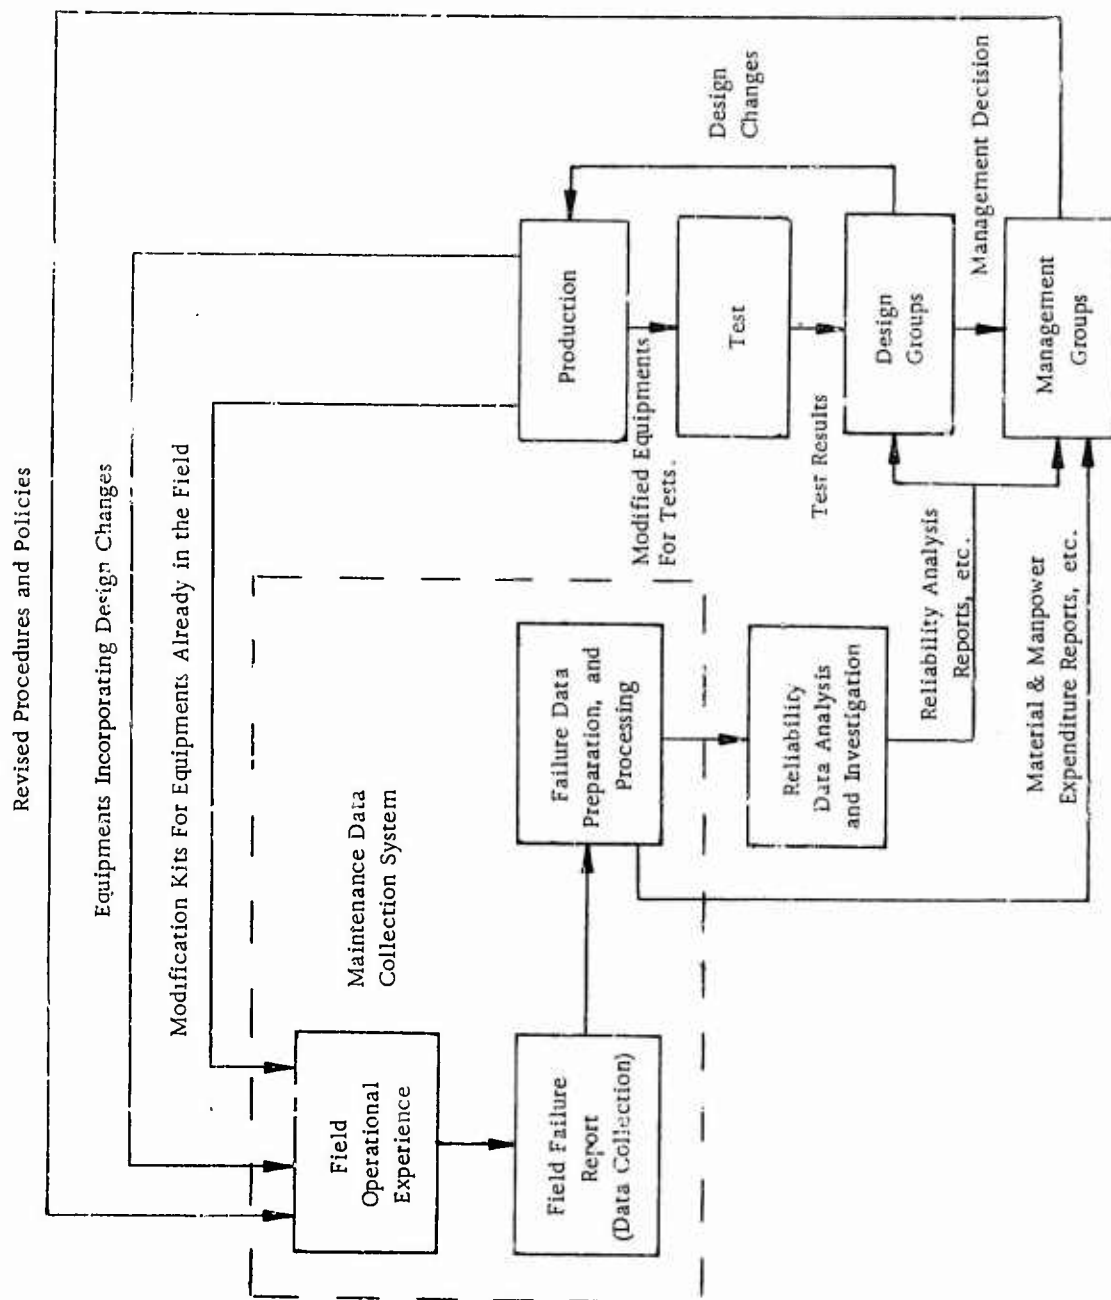 Revised Procedures and Policies
Equipments Incorporating Design Changes
Modification Kits For Equipments Already in the Field
Maintenance Data
Collection System
Field
Operational
Experience
Field Failure
Report
(Data Collection)
Failure Data
Preparation, and
Processing
Reliability
Data Analysis
and Investigation
Reliability Analysis
Reports, etc.
Material & Manpower
Expenditure Reports, etc.
Production
Modified Equipments
For Tests.
Test
Test Results
Design
Groups
Design
Changes
Management Decision
Management
Groups